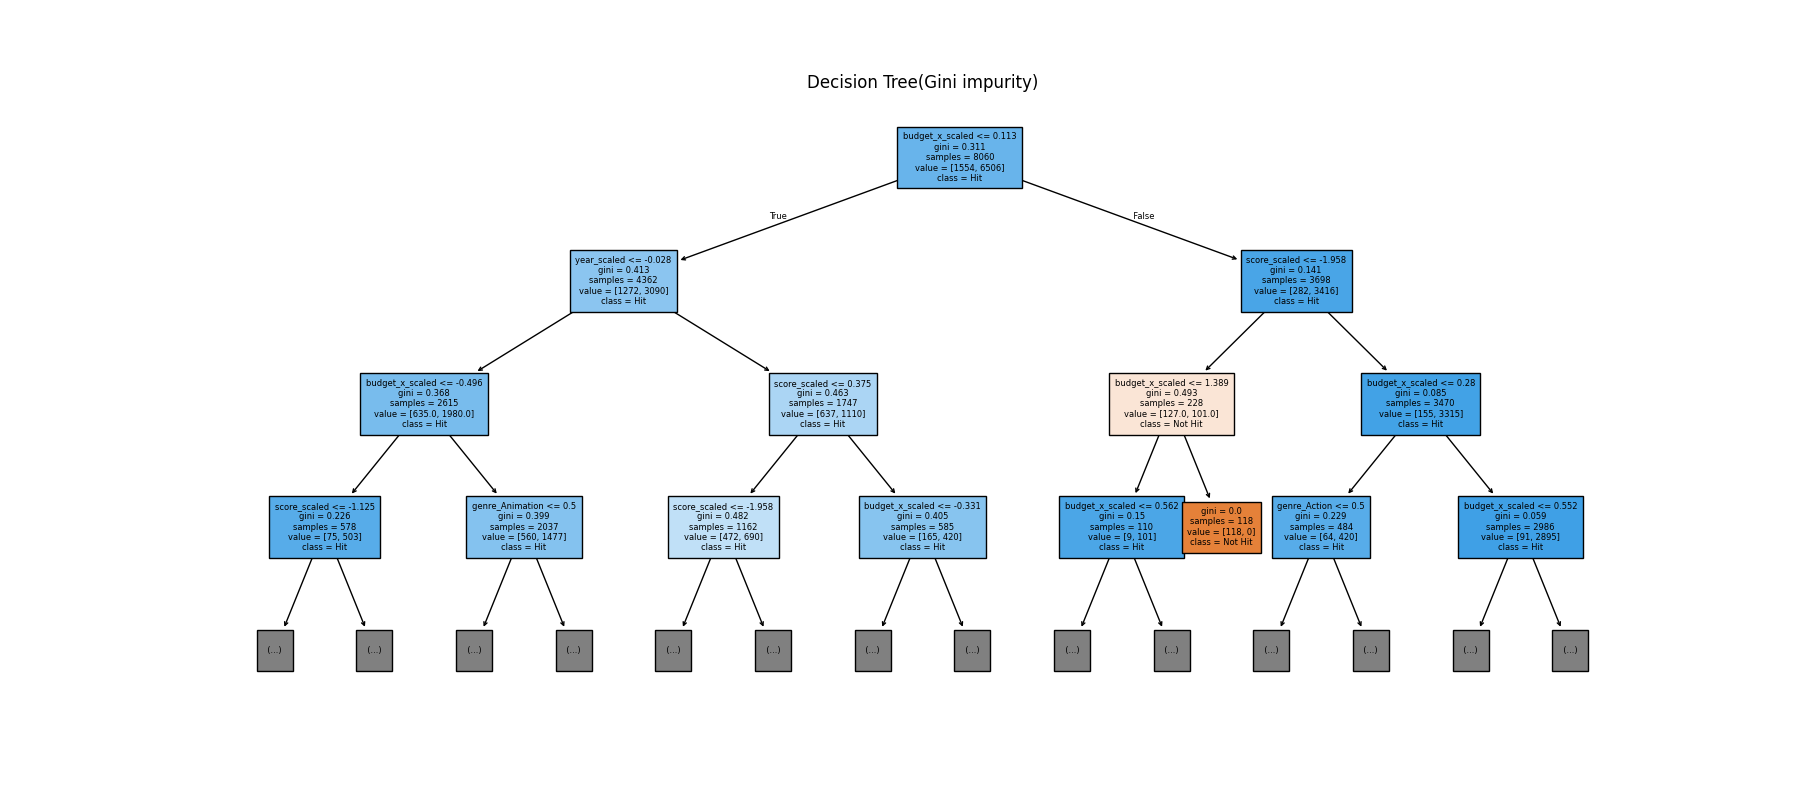 Decision Tree(Gini impurity)
budget_x_scaled <= 0.113
gini = 0.311
samples = 8060
value = [1554, 6506]
class = Hit
True
False
year_scaled <= -0.028
gini = 0.413
samples = 4362
value = [1272, 3090]
class = Hit
score_scaled <= -1.958
gini = 0.141
samples = 3698
value = [282, 3416]
class = Hit
budget_x_scaled <= -0.496
gini = 0.368
samples = 2615
value = [635.0, 1980.0]
class = Hit
score_scaled <= 0.375
gini = 0.463
samples = 1747
value = [637, 1110]
class = Hit
budget_x_scaled <= 1.389
gini = 0.493
samples = 228
value = [127.0, 101.0]
class = Not Hit
budget_x_scaled <= 0.28
gini = 0.085
samples = 3470
value = [155, 3315]
class = Hit
score_scaled <= -1.125
gini = 0.226
samples = 578
value = [75, 503]
class = Hit
genre_Animation <= 0.5
gini = 0.399
samples = 2037
value = [560, 1477]
class = Hit
score_scaled <= -1.958
gini = 0.482
samples = 1162
value = [472, 690]
class = Hit
budget_x_scaled <= -0.331
gini = 0.405
samples = 585
value = [165, 420]
class = Hit
budget_x_scaled <= 0.562
gini = 0.15
samples = 110
value = [9, 101]
class = Hit
gini = 0.0
samples = 118
value = [118, 0]
class = Not Hit
genre_Action <= 0.5
gini = 0.229
samples = 484
value = [64, 420]
class = Hit
budget_x_scaled <= 0.552
gini = 0.059
samples = 2986
value = [91, 2895]
class = Hit
(...)
(...)
(...)
(...)
(...)
(...)
(...)
(...)
(...)
(...)
(...)
(...)
(...)
(...)